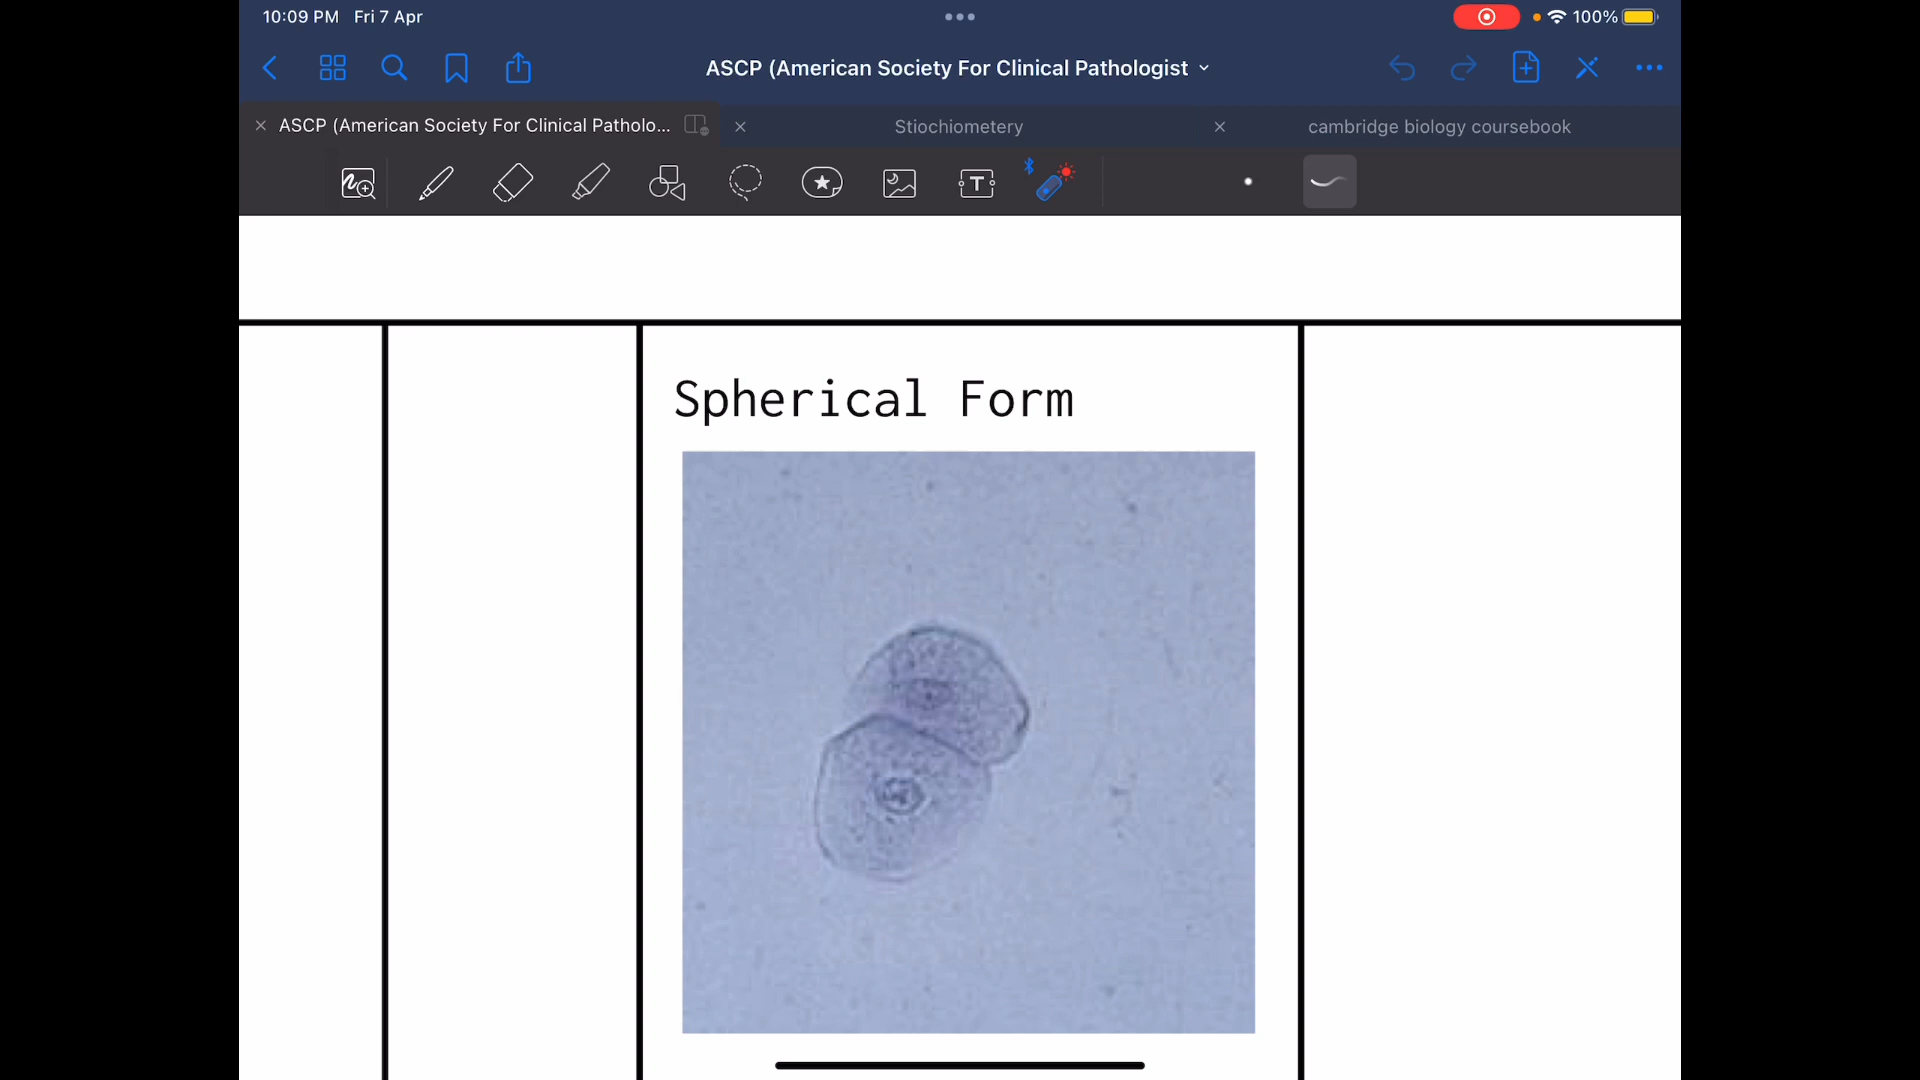 10:09 PM Fri 7 Apr
100%
ASCP (American Society For Clinical Pathologist
ASCP (American Society For Clinical Patholo...
Stiochiometery
cambridge biology coursebook
T
Spherical Form